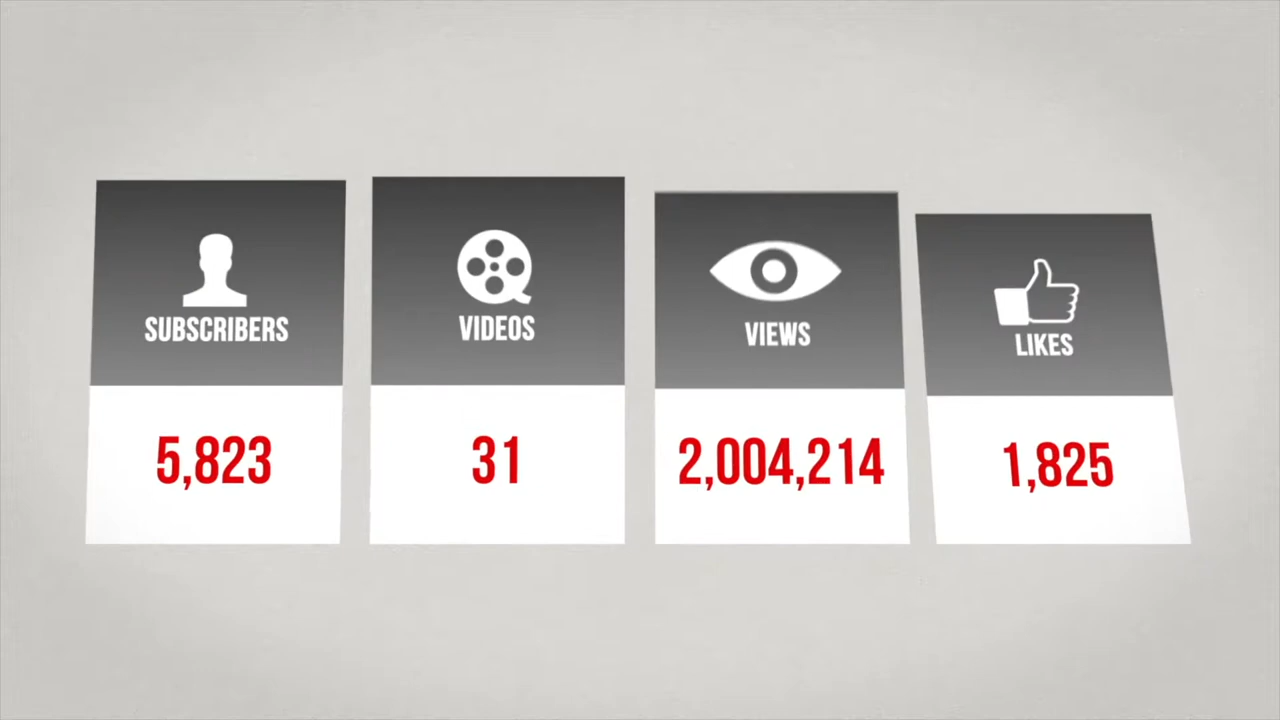 SUBSCRIBERS
5,823
VIDEOS
31
VIEWS
2,004,214
LIKES
1,825